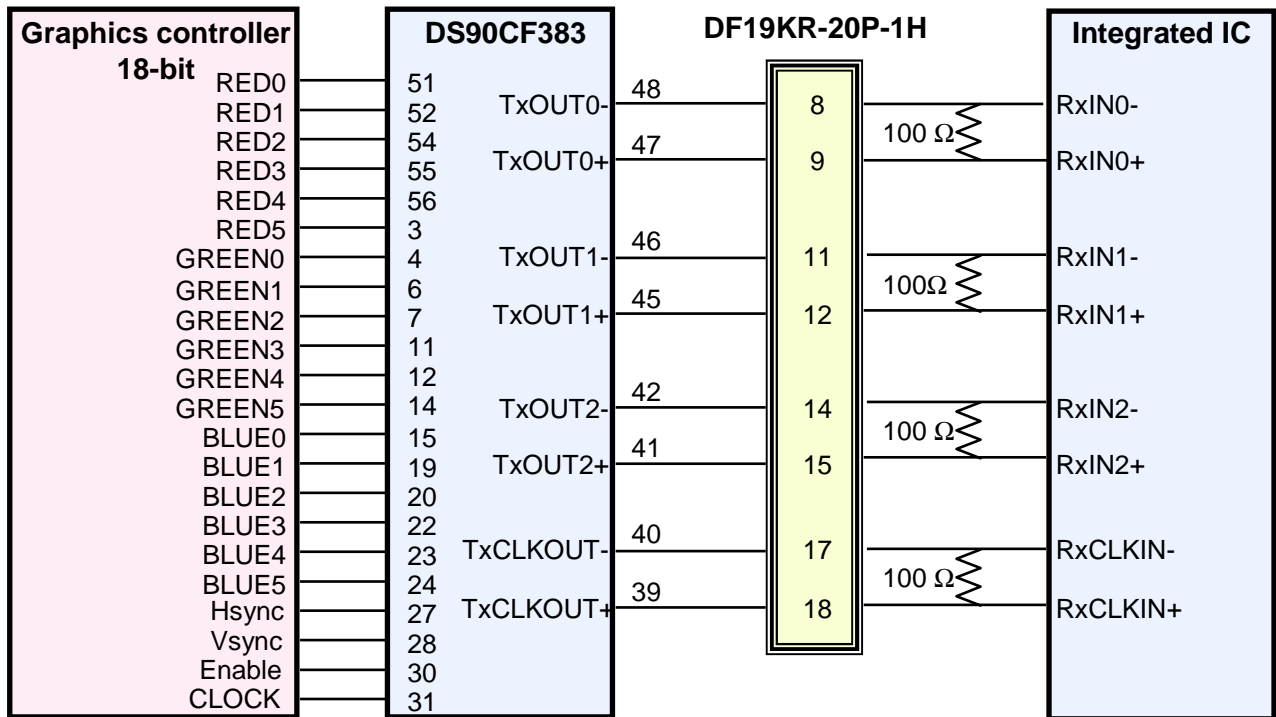 Graphics controller
18-bit
RED0
RED1
RED2
RED3
RED4
RED5
GREEN0
GREEN1
GREEN2
GREEN3
GREEN4
GREEN5
BLUE0
BLUE1
BLUE2
BLUE3
BLUE4
BLUE5
Hsync
Vsync
Enable
CLOCK
DS90CF383
51
52
54
55
56
3
4
6
7
11
12
14
15
19
20
22
23
24
27
28
30
31
TxOUT0-
TxOUT0+
TxOUT1-
TxOUT1+
TxOUT2-
TxOUT2+
TxCLKOUT-
TxCLKOUT+
48
47
46
45
42
41
40
39
DF19KR-20P-1H
8
9
11
12
14
15
17
18
100 Ω
100Ω
100 Ω
100 Ω
Integrated IC
RxIN0-
RxIN0+
RxIN1-
RxIN1+
RxIN2-
RxIN2+
RxCLKIN-
RxCLKIN+